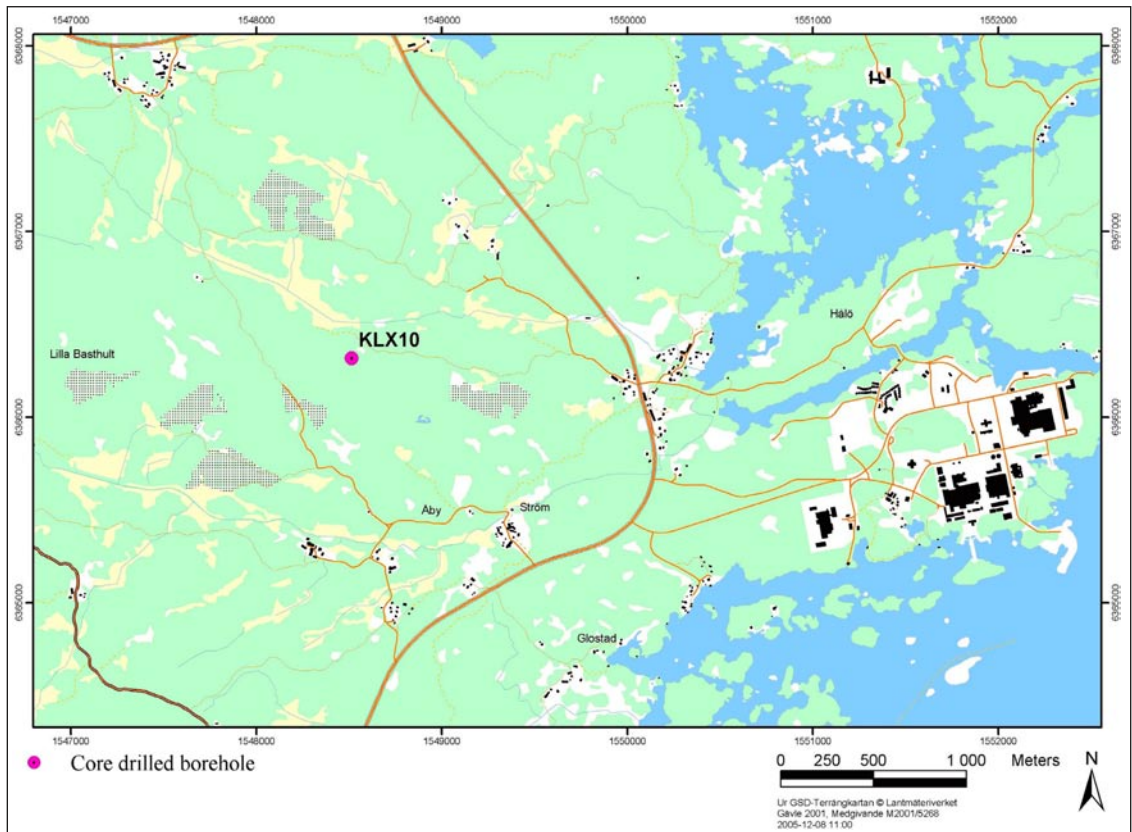 1547000 1548000 1549000 1550000 1551000 1552000
6368000 6368000
6367000 6367000
Hålö
KLX10
Lilla Basthult
6366000 6366000
Åby Ström
6365000 6365000
Glostad
1547000 1548000 1549000 1550000 1551000 1552000
Core drilled borehole
0 250 500 1 000 Meters N
Ur GSD-Terrängkartan © Lantmäteriverket
Gävle 2001, Medgivande M2001/5268
2005-12-08 11:00